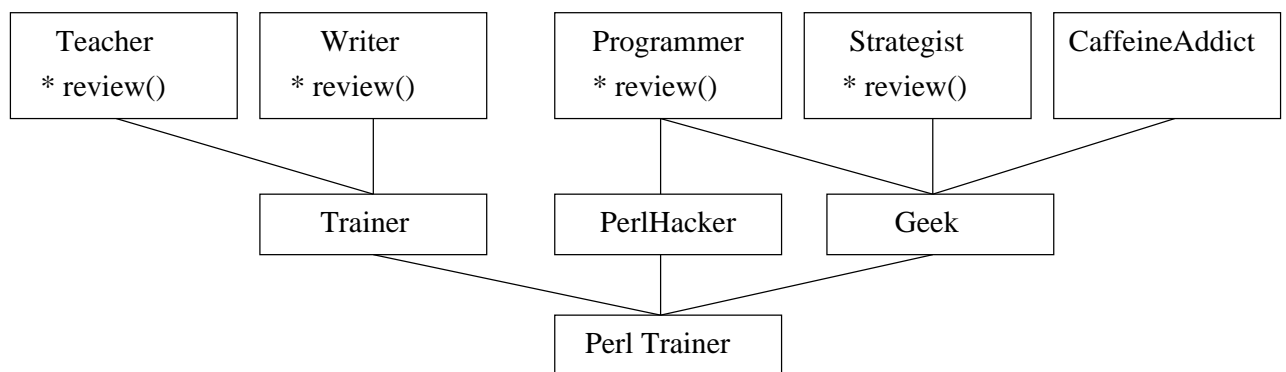 Teacher
* review()
Writer
* review()
Programmer
* review()
Strategist
* review()
CaffeineAddict
Trainer
PerlHacker
Geek
Perl Trainer